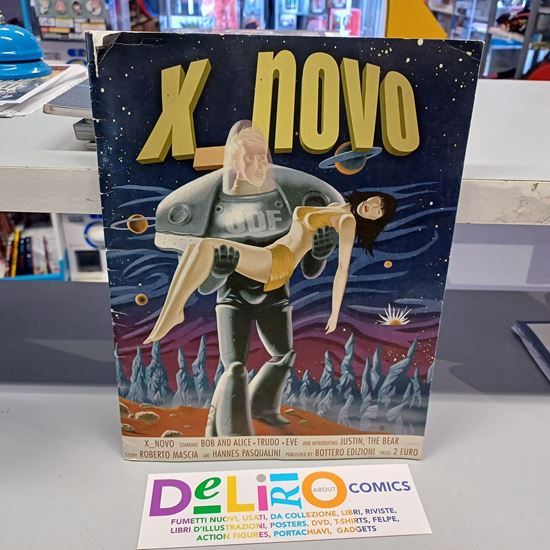 X_NOVO
UDF
X_NOVO STARRING BOB AND ALICE • TRUDO • EVE AND INTRODUCING JUSTIN, THE BEAR
STORY ROBERTO MASCIA ART HANNES PASQUALINI PUBLISHED BY BOTTERO EDIZIONI PRICE: 2 EURO
DeLiRiO ABOUT COMICS
FUMETTI NUOVI, USATI, DA COLLEZIONE, LIBRI, RIVISTE,
LIBRI D'ILLUSTRAZIONI, POSTERS, DVD, T-SHIRTS, FELPE,
ACTION FIGURES, PORTACHIAVI, GADGETS